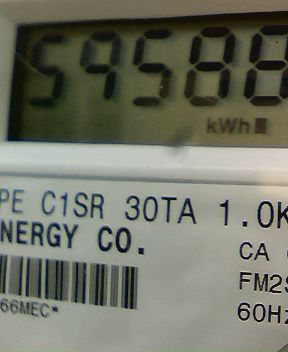 59588
kWh
PE C1SR 30TA 1.0K
NERGY CO.
CA
FM2S
66MEC*
60Hz